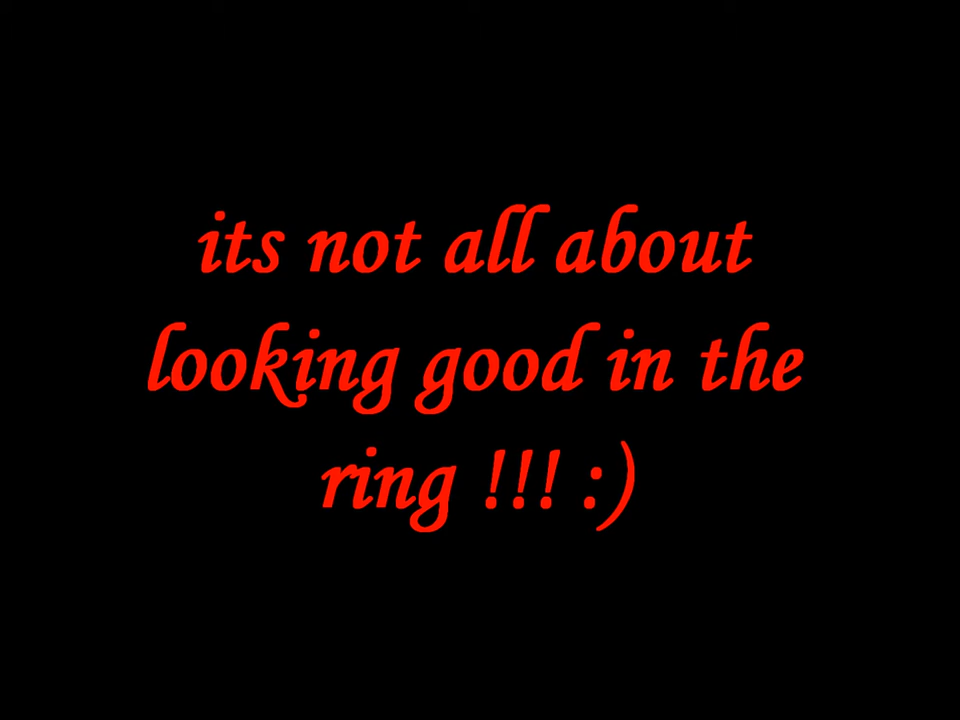 its not all about
looking good in the
ring !!! :)